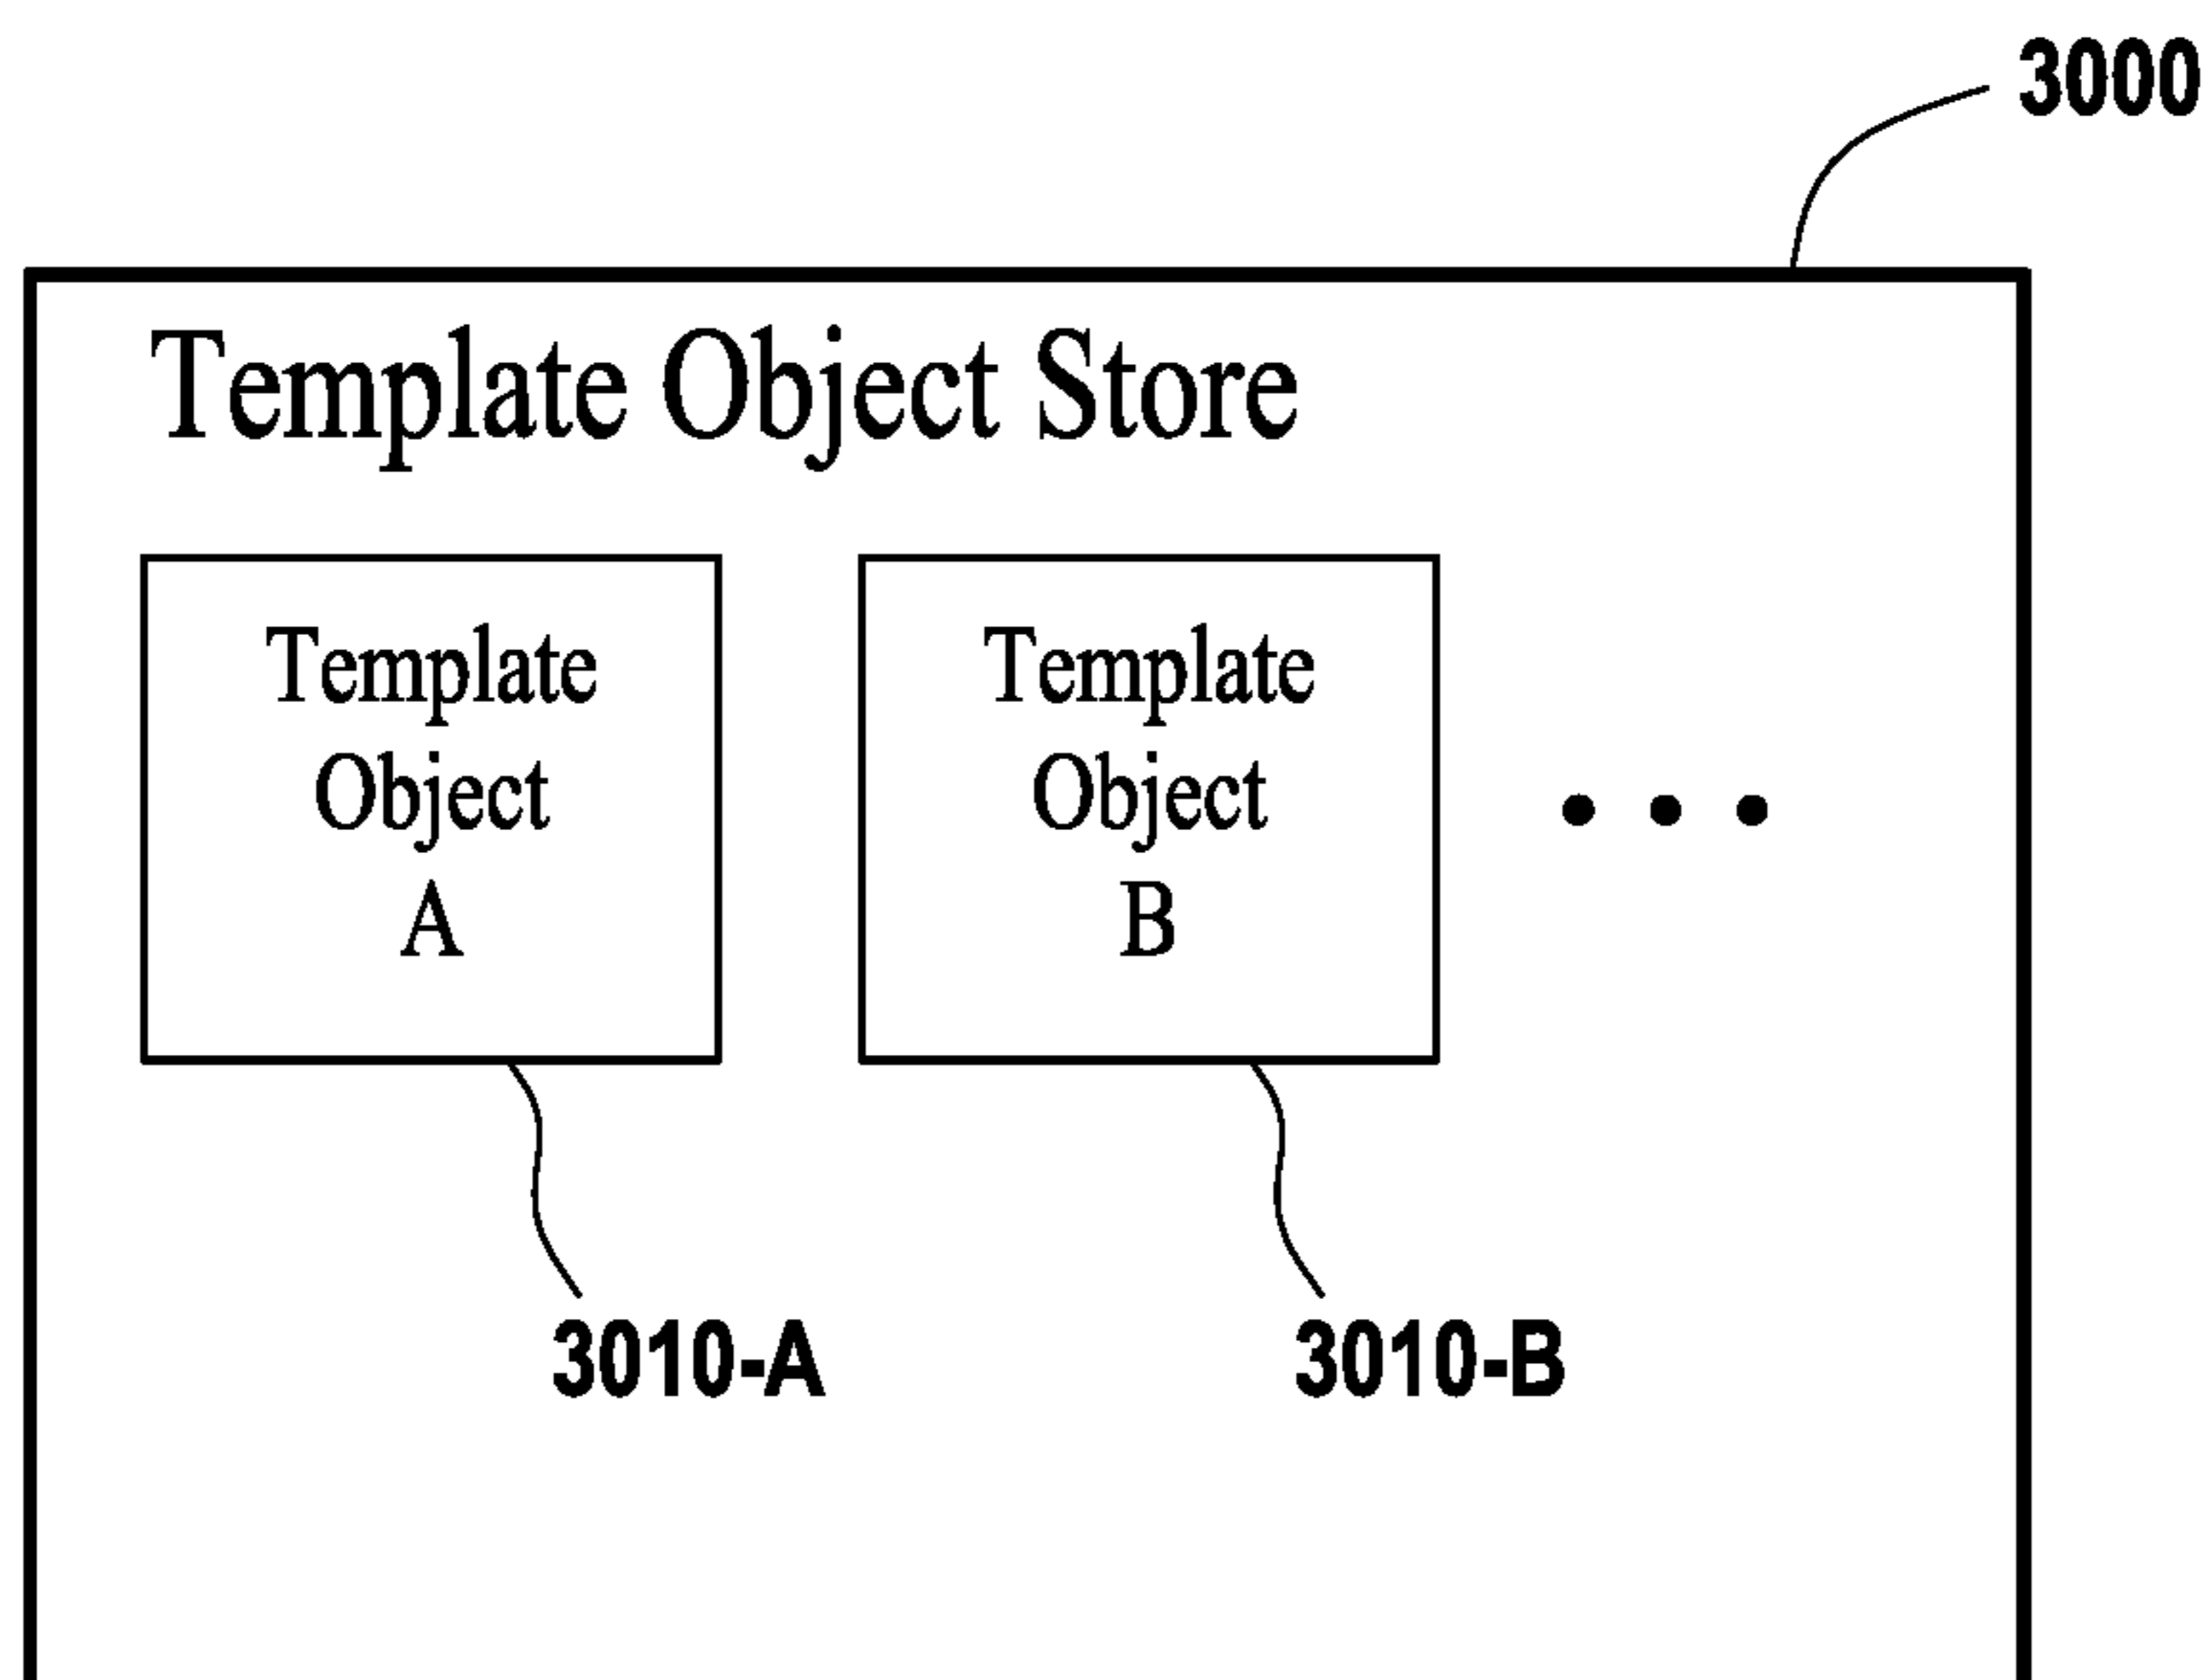 3000
Template Object Store
Template
Object
A
Template
Object
B
• • •
3010-A
3010-B